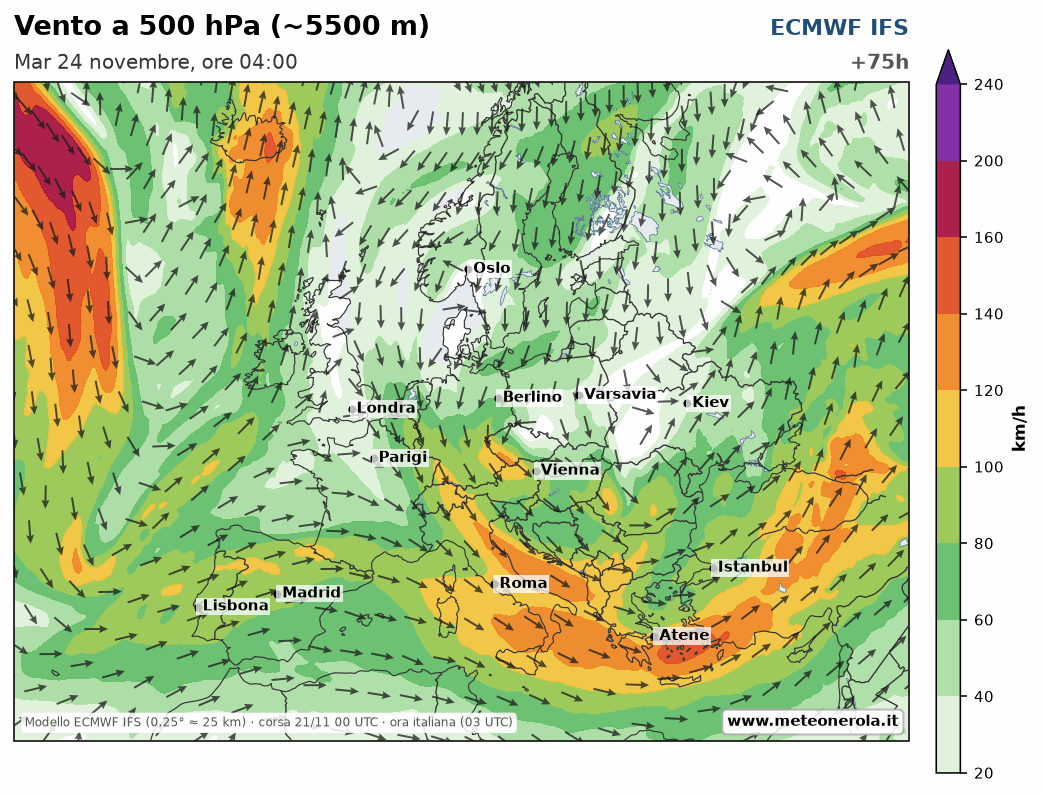 Vento a 500 hPa (~5500 m)
ECMWF IFS
Mar 24 novembre, ore 04:00
+75h
240
200
160
140
120
100
80
60
40
20
km/h
Oslo
Berlino
Varsavia
Kiev
Londra
Parigi
Vienna
Istanbul
Roma
Madrid
Lisbona
Atene
Modello ECMWF IFS (0,25° ≈ 25 km) · corsa 21/11 00 UTC · ora italiana (03 UTC)
www.meteonerola.it